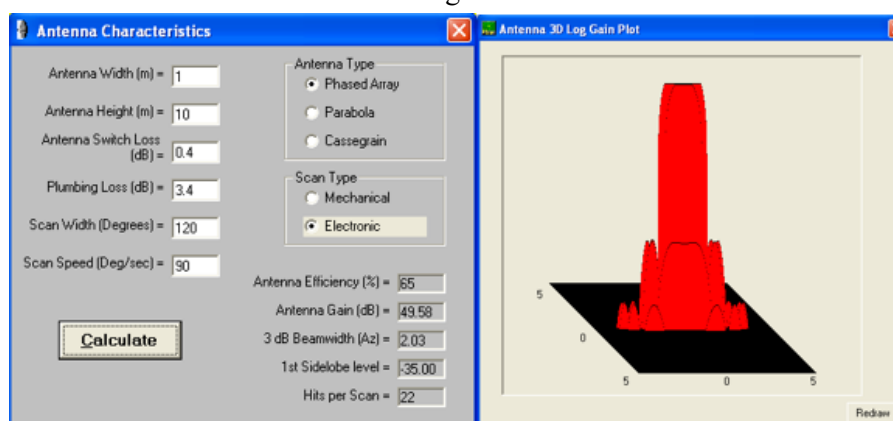 Antenna Characteristics
Antenna Width (m) = 1
Antenna Height (m) = 10
Antenna Switch Loss
(dB) = 0.4
Plumbing Loss (dB) = 3.4
Scan Width (Degrees) = 120
Scan Speed (Deg/sec) = 90
Calculate
Antenna Type
Phased Array
Parabola
Cassegrain
Scan Type
Mechanical
Electronic
Antenna Efficiency (%) = 65
Antenna Gain (dB) = 49.58
3 dB Beamwidth (Az) = 2.03
1st Sidelobe level = -35.00
Hits per Scan = 22
Antenna 3D Log Gain Plot
5
0
5 0 5
Redraw